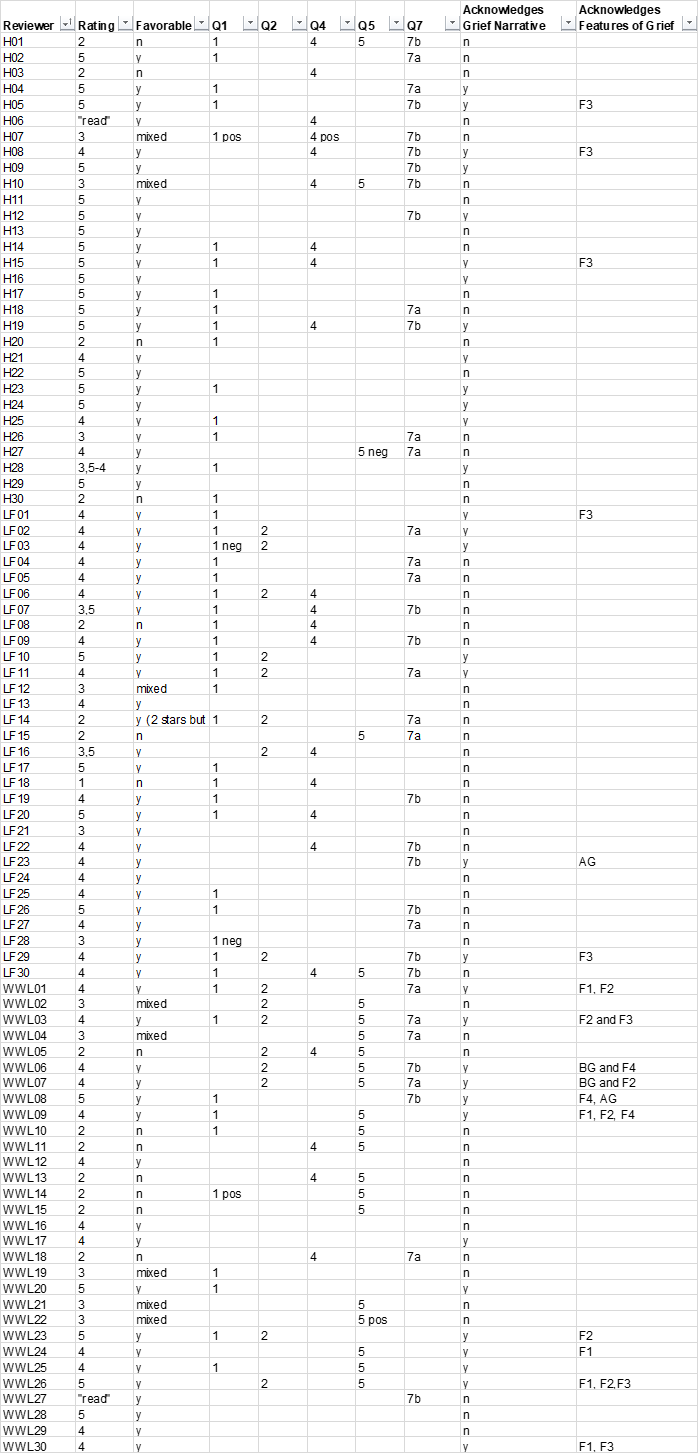 Acknowledges Acknowledges
Reviewer Rating Favorable Q1 Q2 Q4 Q5 Q7 Grief Narrative Features of Grief
H01 2 n 1 4 5 7b n
H02 5 y 7a n
H03 2 n 4 n
H04 5 y 1 7a y
H05 5 y 1 7b y F3
H06 "read" y 4 n
H07 3 mixed 1 pos 4 pos 7b n
H08 4 y 4 7b y F3
H09 5 y 7b y
H10 3 mixed 4 5 7b n
H11 5 y n
H12 5 y 7b y
H13 5 y n
H14 5 y 1 4 n
H15 5 y 1 4 y F3
H16 5 y y
H17 5 y 1 n
H18 5 y 1 7a n
H19 5 y 1 4 7b y
H20 2 n 1 n
H21 4 y y
H22 5 y n
H23 5 y 1 y
H24 5 y y
H25 4 y 1 y
H26 3 y 1 7a n
H27 4 y 5 neg 7a n
H28 3,5-4 y 1 y
H29 5 y n
H30 2 n 1 n
LF01 4 y 1 y F3
LF02 4 y 1 2 7a y
LF03 4 y 1 neg 2 y
LF04 4 y 1 7a n
LF05 4 y 1 7a n
LF06 4 y 1 2 4 n
LF07 3,5 y 1 4 7b n
LF08 2 n 1 4 n
LF09 4 y 1 4 7b n
LF10 5 y 1 2 y
LF11 4 y 1 2 7a y
LF12 3 mixed 1 n
LF13 4 y n
LF14 2 y (2 stars but 1 2 7a n
LF15 2 n 5 7a n
LF16 3,5 y 2 4 n
LF17 5 y 1 n
LF18 1 n 1 4 n
LF19 4 y 1 7b n
LF20 5 y 1 4 n
LF21 3 y n
LF22 4 y 4 7b n
LF23 4 y 7b y AG
LF24 4 y n
LF25 4 y 1 n
LF26 5 y 1 7b n
LF27 4 y 7a n
LF28 3 y 1 neg n
LF29 4 y 1 2 7b y F3
LF30 4 y 1 4 5 7b n
WWL01 4 y 1 2 7a y F1, F2
WWL02 3 mixed 2 5 n
WWL03 4 y 1 2 5 7a y F2 and F3
WWL04 3 mixed 5 7a n
WWL05 2 n 2 4 5 n
WWL06 4 y 2 5 7b y BG and F4
WWL07 4 y 2 5 7a y BG and F2
WWL08 5 y 1 7b y F4, AG
WWL09 4 y 1 5 y F1, F2, F4
WWL10 2 n 1 5 n
WWL11 2 n 4 5 n
WWL12 4 y n
WWL13 2 n 4 5 n
WWL14 2 n 1 pos 5 n
WWL15 2 n 5 n
WWL16 4 y n
WWL17 4 y y
WWL18 2 n 4 7a n
WWL19 3 mixed 1 n
WWL20 5 y 1 y
WWL21 3 mixed 5 n
WWL22 3 mixed 5 pos n
WWL23 5 y 1 2 y F2
WWL24 4 y 5 y F1
WWL25 4 y 1 5 y
WWL26 5 y 2 5 y F1, F2,F3
WWL27 "read" y 7b n
WWL28 5 y n
WWL29 4 y n
WWL30 4 y y F1, F3